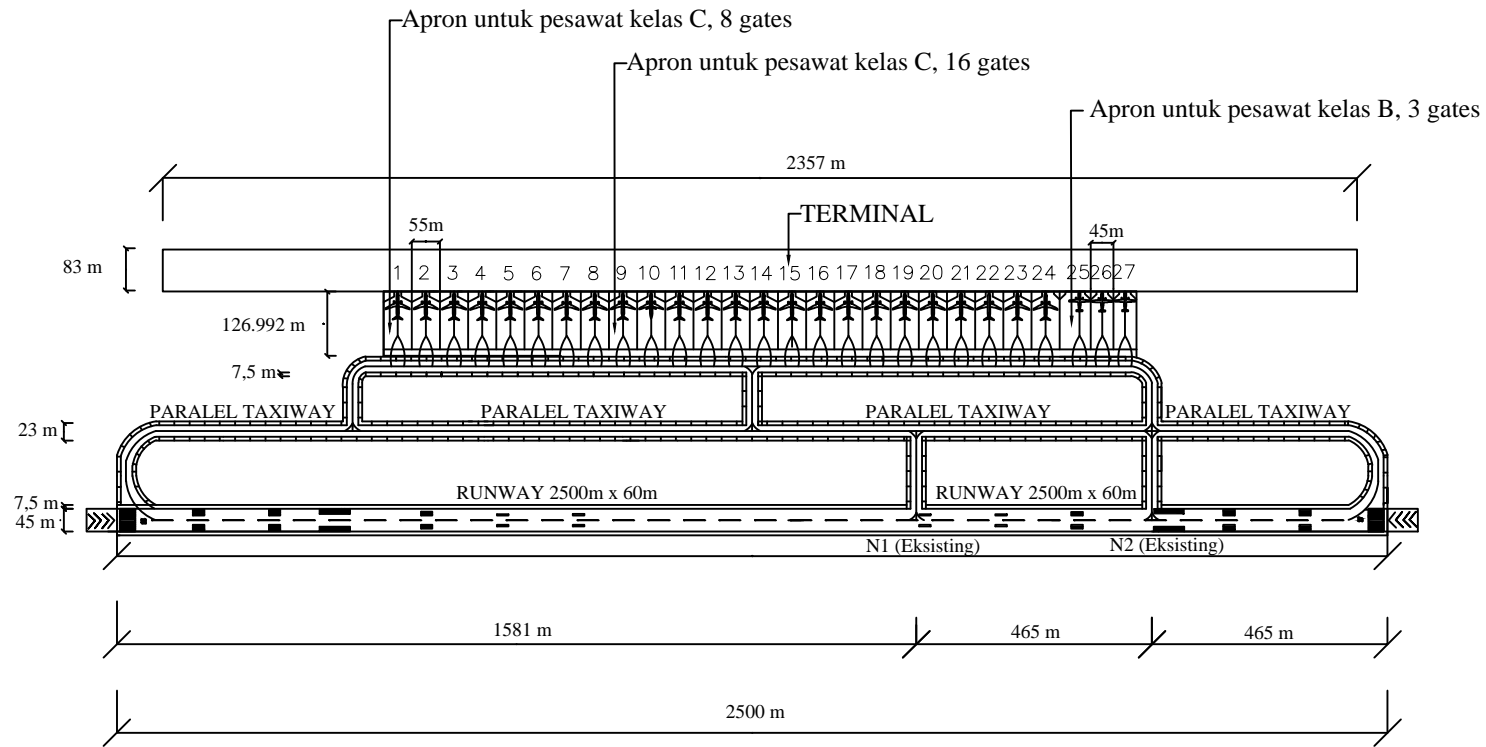 Apron untuk pesawat kelas C, 8 gates
Apron untuk pesawat kelas C, 16 gates
Apron untuk pesawat kelas B, 3 gates
2357 m
TERMINAL
55m
45m
83 m
1 2 3 4 5 6 7 8 9 10 11 12 13 14 15 16 17 18 19 20 21 22 23 24 25 26 27
126.992 m
7,5 m
PARALEL TAXIWAY PARALEL TAXIWAY PARALEL TAXIWAY PARALEL TAXIWAY
23 m
RUNWAY 2500m x 60m RUNWAY 2500m x 60m
7,5 m
45 m
N1 (Eksisting) N2 (Eksisting)
1581 m 465 m 465 m
2500 m